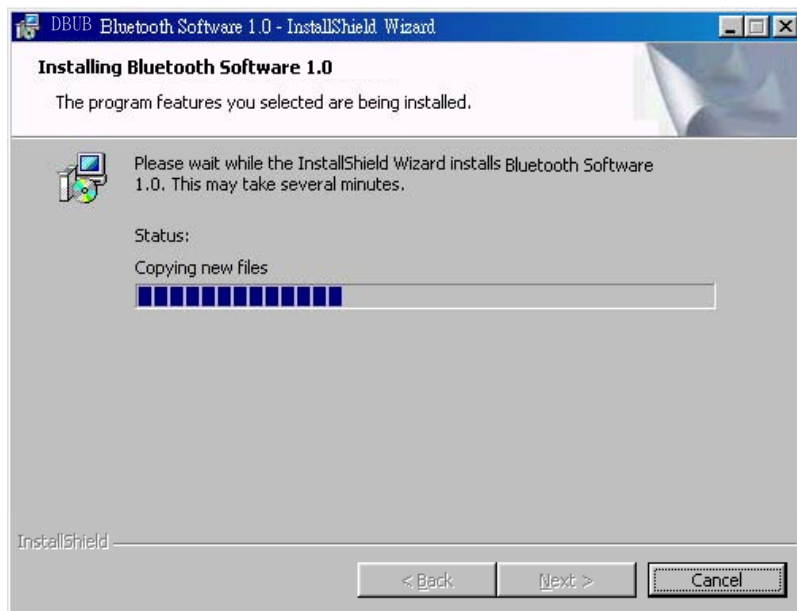 DBUB Bluetooth Software 1.0 - InstallShield Wizard
Installing Bluetooth Software 1.0
The program features you selected are being installed.
Please wait while the InstallShield Wizard installs Bluetooth Software
1.0. This may take several minutes.
Status:
Copying new files
InstallShield
< Back Next > Cancel